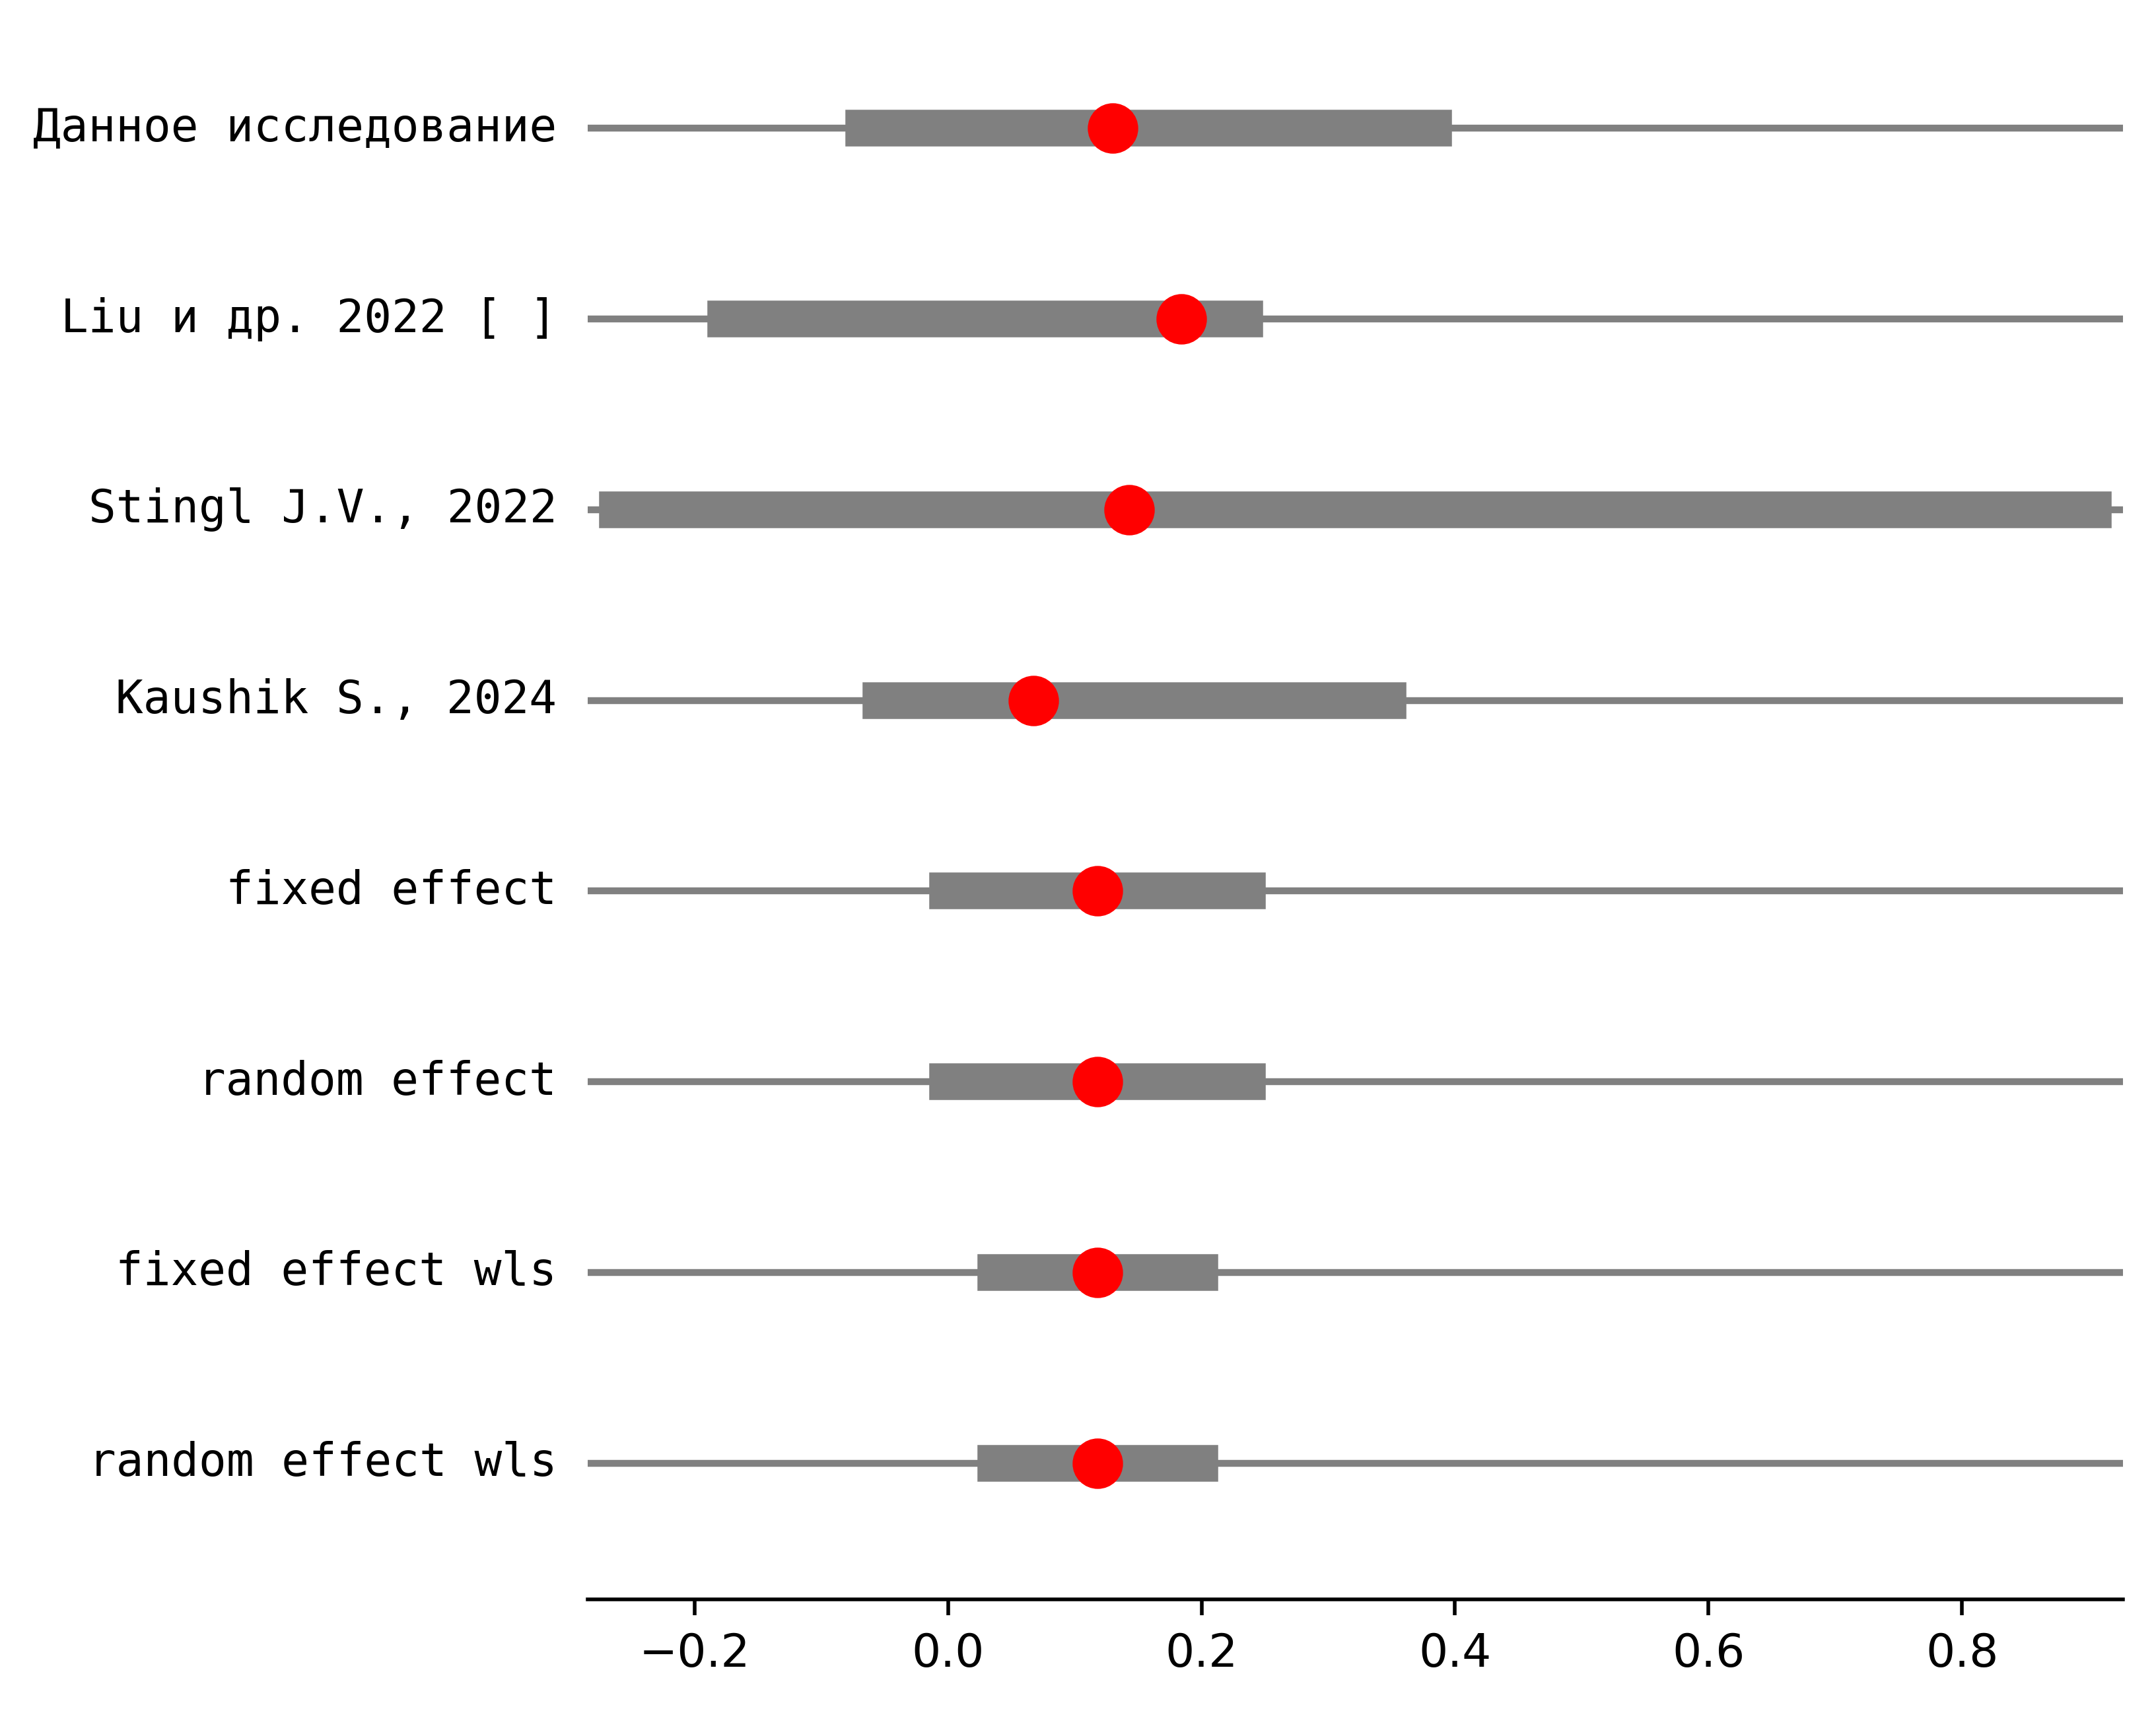 Данное исследование
Liu и др. 2022 [ ]
Stingl J.V., 2022
Kaushik S., 2024
fixed effect
random effect
fixed effect wls
random effect wls
−0.2 0.0 0.2 0.4 0.6 0.8